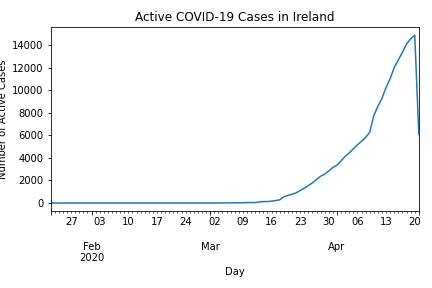 Active COVID-19 Cases in Ireland
Number of Active Cases
14000
12000
10000
8000
6000
4000
2000
0
27 03 10 17 24 02 09 16 23 30 06 13 20
Feb Mar Apr
2020
Day